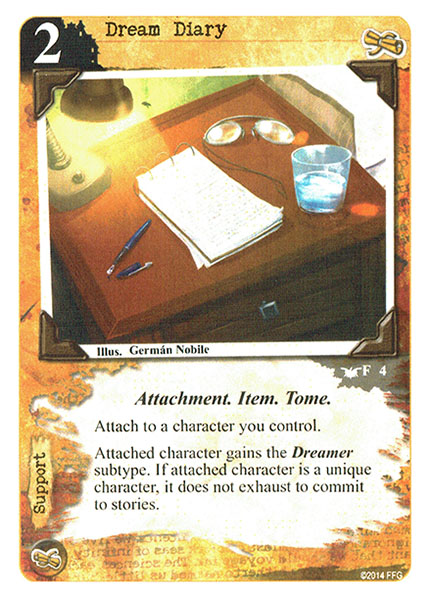 2
Dream Diary
Illus. Germán Nobile
F 4
Attachment. Item. Tome.
Attach to a character you control.
Attached character gains the Dreamer
subtype. If attached character is a unique
character, it does not exhaust to commit
to stories.
Support
©2014 FFG